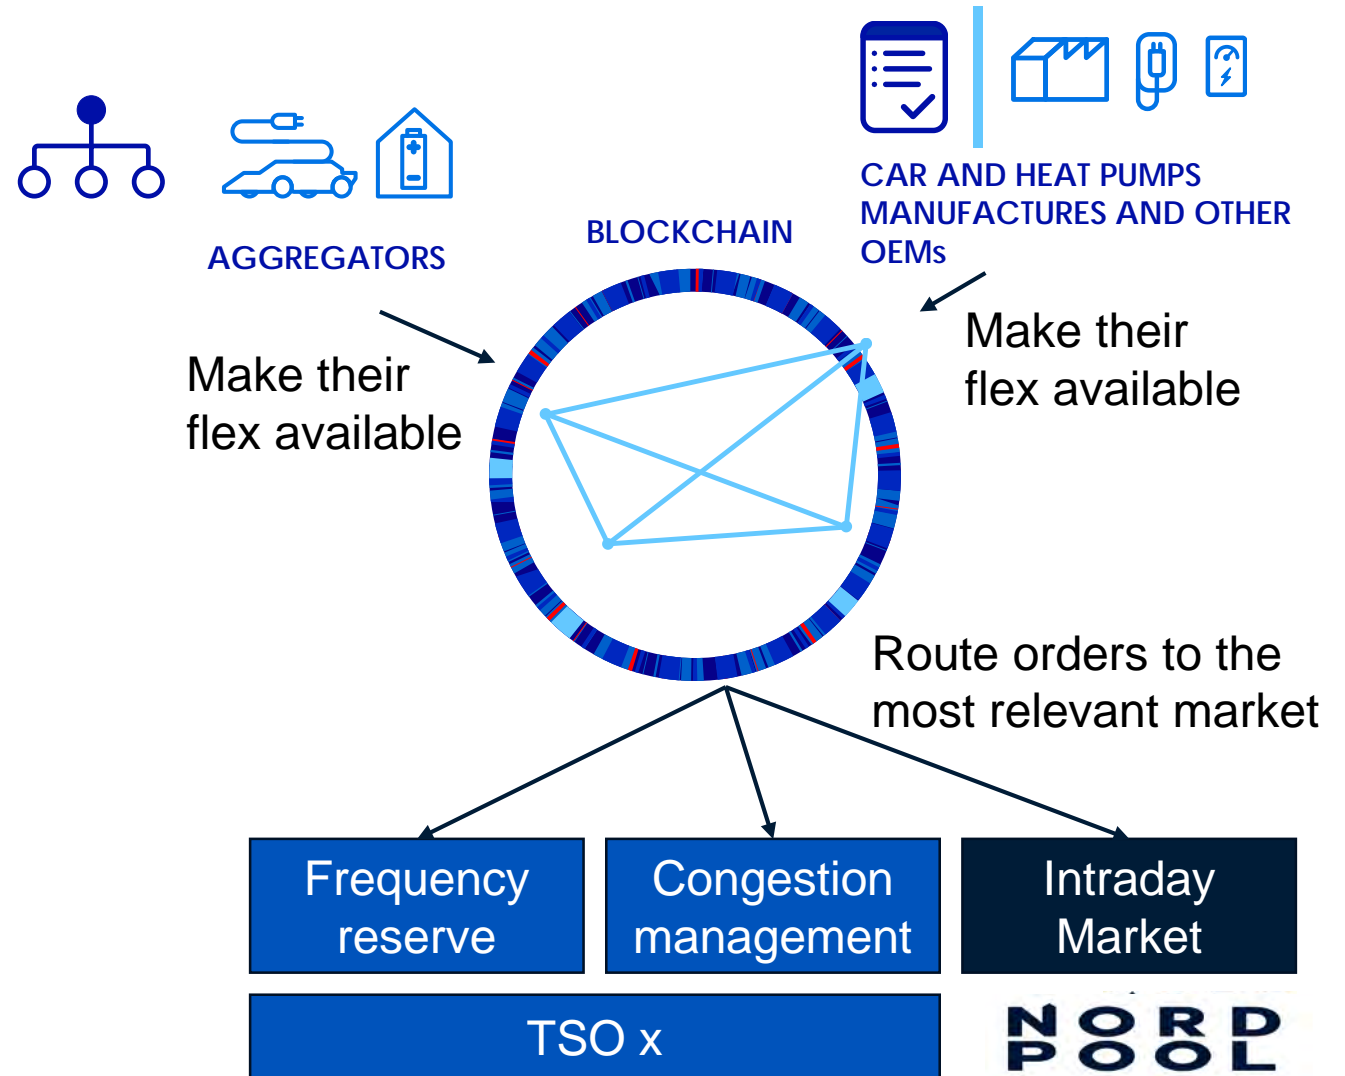 CAR AND HEAT PUMPS
MANUFACTURES AND OTHER
OEMs
BLOCKCHAIN
AGGREGATORS
Make their
flex available
Make their
flex available
Route orders to the
most relevant market
Frequency
reserve
Congestion
management
Intraday
Market
TSO x
NORD
POOL